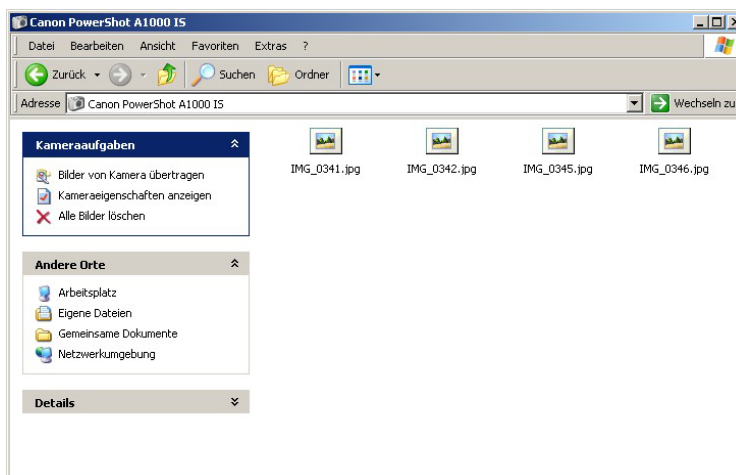 Canon PowerShot A1000 IS
Datei Bearbeiten Ansicht Favoriten Extras ?
Zurück Suchen Ordner
Adresse Canon PowerShot A1000 IS Wechseln zu
Kameraaufgaben
Bilder von Kamera übertragen
Kameraeigenschaften anzeigen
Alle Bilder löschen
Andere Orte
Arbeitsplatz
Eigene Dateien
Gemeinsame Dokumente
Netzwerkumgebung
Details
IMG_0341.jpg IMG_0342.jpg IMG_0345.jpg IMG_0346.jpg